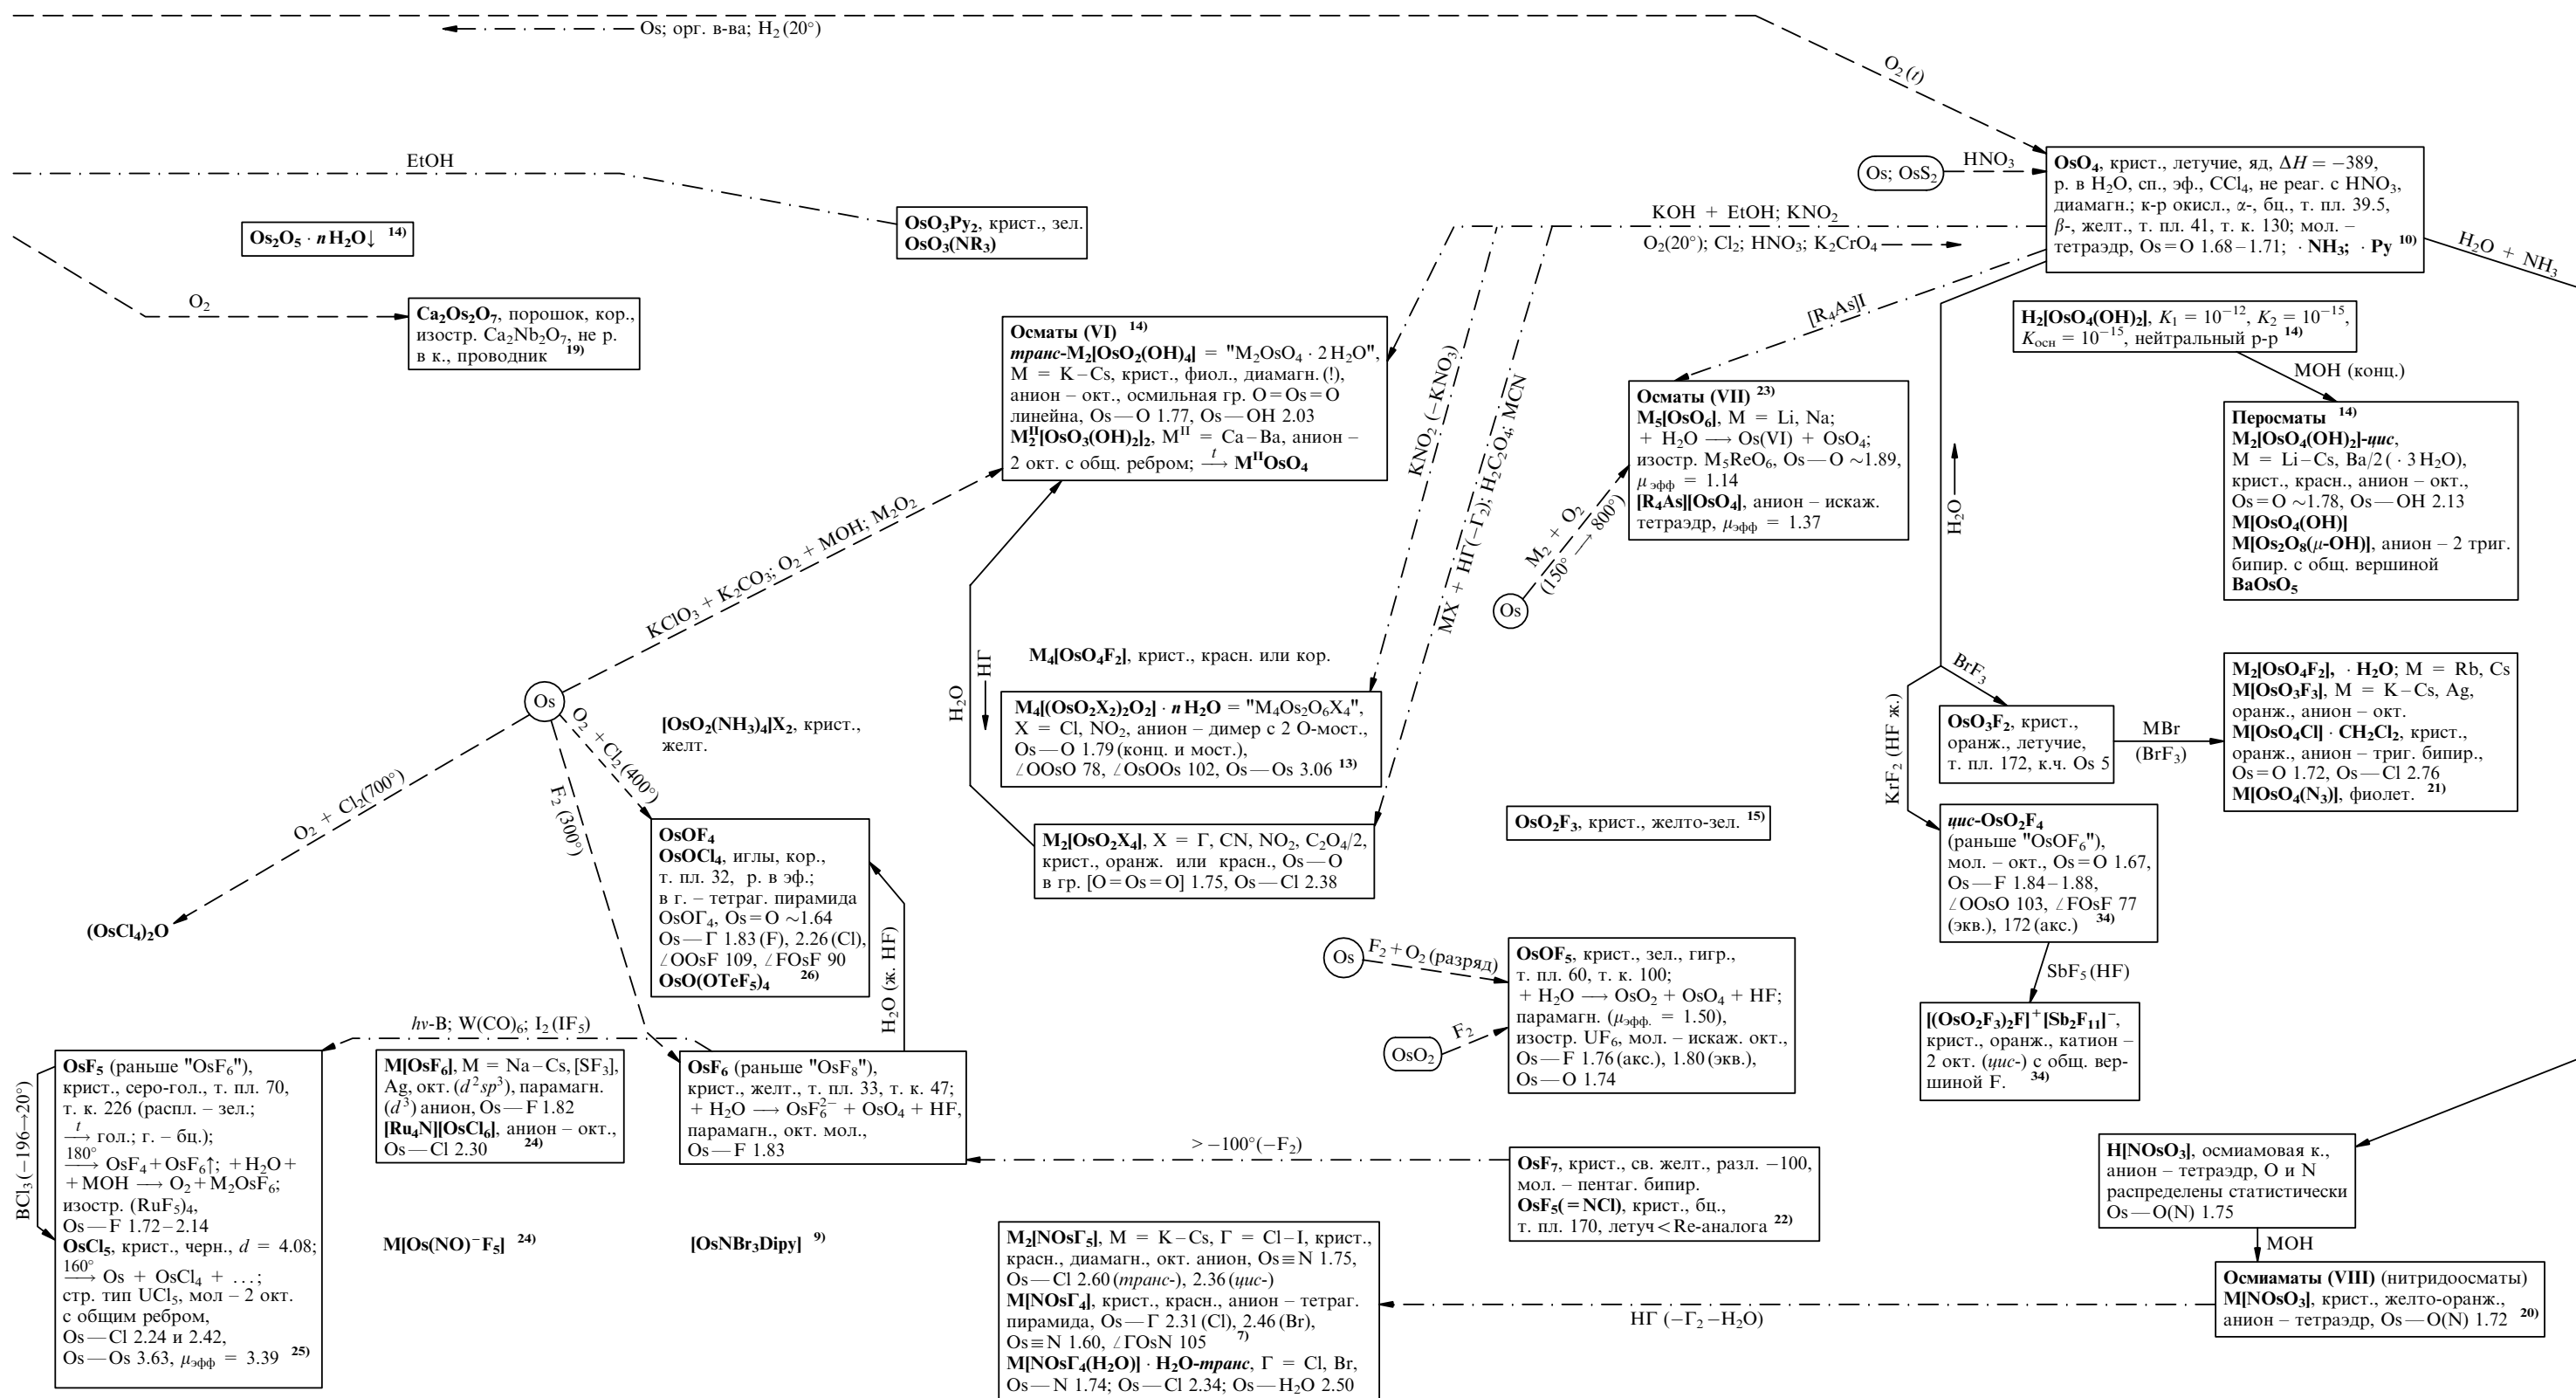 Os; орг. в-ва; H₂(20°)
O₂(t)
EtOH
Os; OsS₂
HNO₃
OsO₄, крист., летучие, яд, ΔH = −389,
р. в H₂O, сп., эф., CCl₄, не реаг. с HNO₃,
диамагн.; к-р окисл., α-, бц., т. пл. 39.5,
β-, желт., т. пл. 41, т. к. 130; мол. –
тетраэдр, Os=O 1.68–1.71; · NH₃; · Py ¹⁰⁾
H₂O + NH₃
Os₂O₅ · nH₂O↓ ¹⁴⁾
OsO₃Py₂, крист., зел.
OsO₃(NR₃)
KOH + EtOH; KNO₂
O₂(20°); Cl₂; HNO₃; K₂CrO₄
O₂
Ca₂Os₂O₇, порошок, кор.,
изостр. Ca₂Nb₂O₇, не р.
в к., проводник ¹⁹⁾
Осматы (VI) ¹⁴⁾
транс-M₂[OsO₂(OH)₄] = "M₂OsO₄ · 2H₂O",
M = K–Cs, крист., фиол., диамагн.(!),
анион – окт., осмильная гр. O=Os=O
линейна, Os—O 1.77, Os—OH 2.03
M₂ᴵᴵ[OsO₃(OH)₂]₂, Mᴵᴵ = Ca–Ba, анион –
2 окт. с общ. ребром; —t→ MᴵᴵOsO₄
[R₄As]I
H₂[OsO₄(OH)₂], K₁ = 10⁻¹², K₂ = 10⁻¹⁵,
Kосн = 10⁻¹⁵, нейтральный р-р ¹⁴⁾
MOH (конц.)
Осматы (VII) ²³⁾
M₅[OsO₆], M = Li, Na;
+ H₂O ⟶ Os(VI) + OsO₄;
изостр. M₅ReO₆, Os—O ~1.89,
μэфф = 1.14
[R₄As][OsO₄], анион – искаж.
тетраэдр, μэфф = 1.37
Перосматы ¹⁴⁾
M₂[OsO₄(OH)₂]-цис,
M = Li–Cs, Ba/2( · 3H₂O),
крист., красн., анион – окт.,
Os=O ~1.78, Os—OH 2.13
M[OsO₄(OH)]
M[Os₂O₈(μ-OH)], анион – 2 триг.
бипир. с общ. вершиной
BaOsO₅
KNO₂ (−KNO₃)
MX + HГ(−Г₂); H₂C₂O₄; MCN
M₂ + O₂
(150° ⟶ 800°)
Os
H₂O
KClO₃ + K₂CO₃; O₂ + MOH; M₂O₂
Os
M₄[OsO₄F₂], крист., красн. или кор.
HГ
H₂O
M₄[(OsO₂X₂)₂O₂] · nH₂O = "M₄Os₂O₆X₄",
X = Cl, NO₂, анион – димер с 2 O-мост.,
Os—O 1.79(конц. и мост.),
∠OOsO 78, ∠OsOOs 102, Os—Os 3.06 ¹³⁾
[OsO₂(NH₃)₄]X₂, крист.,
желт.
BrF₃
KrF₂ (HF ж.)
OsO₃F₂, крист.,
оранж., летучие,
т. пл. 172, к.ч. Os 5
MBr
(BrF₃)
M₂[OsO₄F₂], · H₂O; M = Rb, Cs
M[OsO₃F₃], M = K–Cs, Ag,
оранж., анион – окт.
M[OsO₄Cl] · CH₂Cl₂, крист.,
оранж., анион – триг. бипир.,
Os=O 1.72, Os—Cl 2.76
M[OsO₄(N₃)], фиолет. ²¹⁾
O₂ + Cl₂(700°)
O₂ + Cl₂(400°)
F₂ (300°)
OsOF₄
OsOCl₄, иглы, кор.,
т. пл. 32, р. в эф.;
в г. – тетраг. пирамида
OsOГ₄, Os=O ~1.64
Os—Г 1.83(F), 2.26(Cl),
∠OOsF 109, ∠FOsF 90
OsO(OTeF₅)₄ ²⁶⁾
M₂[OsO₂X₄], X = Г, CN, NO₂, C₂O₄/2,
крист., оранж. или красн., Os—O
в гр. [O=Os=O] 1.75, Os—Cl 2.38
OsO₂F₃, крист., желто-зел. ¹⁵⁾
цис-OsO₂F₄
(раньше "OsOF₆"),
мол. – окт., Os=O 1.67,
Os—F 1.84–1.88,
∠OOsO 103, ∠FOsF 77
(экв.), 172(акс.) ³⁴⁾
(OsCl₄)₂O
H₂O (ж. HF)
Os
F₂+O₂(разряд)
OsO₂
F₂
OsOF₅, крист., зел., гигр.,
т. пл. 60, т. к. 100;
+ H₂O ⟶ OsO₂ + OsO₄ + HF;
парамагн. (μэфф. = 1.50),
изостр. UF₆, мол. – искаж. окт.,
Os—F 1.76(акс.), 1.80(экв.),
Os—O 1.74
SbF₅(HF)
[(OsO₂F₃)₂F]⁺[Sb₂F₁₁]⁻,
крист., оранж., катион –
2 окт. (цис-) с общ. вер-
шиной F. ³⁴⁾
hν-В; W(CO)₆; I₂(IF₅)
BCl₃(−196→20°)
OsF₅ (раньше "OsF₆"),
крист., серо-гол., т. пл. 70,
т. к. 226 (распл. – зел.;
—t→ гол.; г. – бц.);
—180°→ OsF₄+OsF₆↑; +H₂O+
+MOH ⟶ O₂+M₂OsF₆;
изостр. (RuF₅)₄,
Os—F 1.72–2.14
OsCl₅, крист., черн., d = 4.08;
—160°→ Os + OsCl₄ + …;
стр. тип UCl₅, мол – 2 окт.
с общим ребром,
Os—Cl 2.24 и 2.42,
Os—Os 3.63, μэфф = 3.39 ²⁵⁾
M[OsF₆], M = Na–Cs,[SF₃],
Ag, окт.(d²sp³), парамагн.
(d³) анион, Os—F 1.82
[Ru₄N][OsCl₆], анион – окт.,
Os—Cl 2.30 ²⁴⁾
OsF₆ (раньше "OsF₈"),
крист., желт., т. пл. 33, т. к. 47;
+ H₂O ⟶ OsF₆²⁻ + OsO₄ + HF,
парамагн., окт. мол.,
Os—F 1.83
> −100°(−F₂)
OsF₇, крист., св. желт., разл. −100,
мол. – пентаг. бипир.
OsF₅(=NCl), крист., бц.,
т. пл. 170, летуч<Re-аналога ²²⁾
H[NOsO₃], осмиамовая к.,
анион – тетраэдр, O и N
распределены статистически
Os—O(N) 1.75
M[Os(NO)⁻F₅] ²⁴⁾
[OsNBr₃Dipy] ⁹⁾
M₂[NOsГ₅], M = K–Cs, Г = Cl–I, крист.,
красн., диамагн., окт. анион, Os≡N 1.75,
Os—Cl 2.60(транс-), 2.36(цис-)
M[NOsГ₄], крист., красн., анион – тетраг.
пирамида, Os—Г 2.31(Cl), 2.46(Br),
Os≡N 1.60, ∠ГOsN 105 ⁷⁾
M[NOsГ₄(H₂O)] · H₂O-транс, Г = Cl, Br,
Os—N 1.74; Os—Cl 2.34; Os—H₂O 2.50
HГ (−Г₂−H₂O)
MOH
Осмиаматы (VIII) (нитридоосматы)
M[NOsO₃], крист., желто-оранж.,
анион – тетраэдр, Os—O(N) 1.72 ²⁰⁾